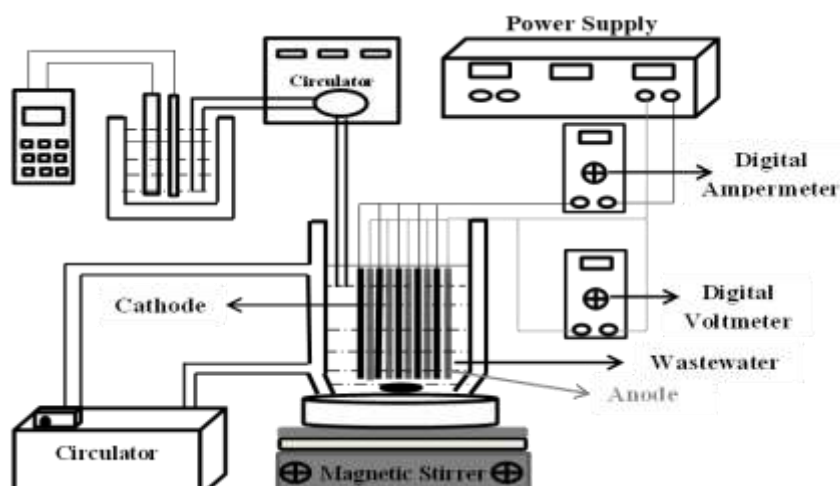 Power Supply
Circulator
Digital
Ampermeter
Cathode
Digital
Voltmeter
Wastewater
Anode
Circulator
Magnetic Stirrer